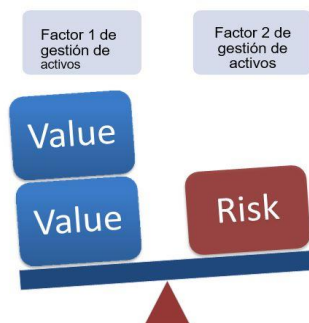 Factor 1 de
gestión de
activos
Factor 2 de
gestión de
activos
Value
Value
Risk